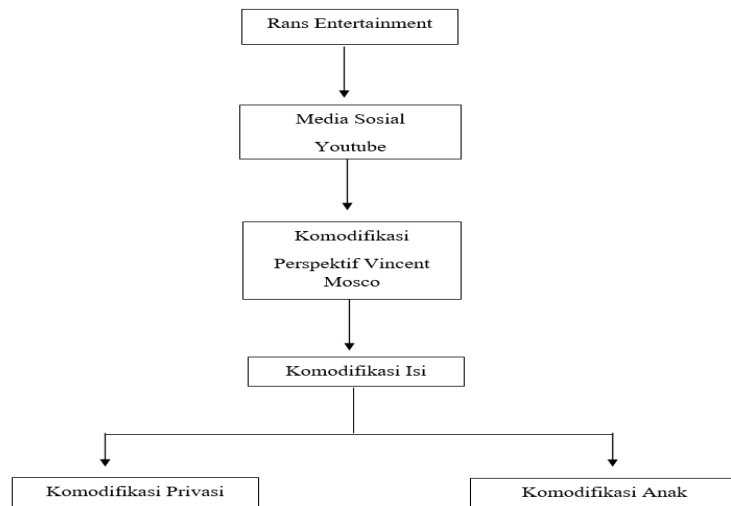 Rans Entertainment
Media Sosial
Youtube
Komodifikasi
Perspektif Vincent
Mosco
Komodifikasi Isi
Komodifikasi Privasi
Komodifikasi Anak